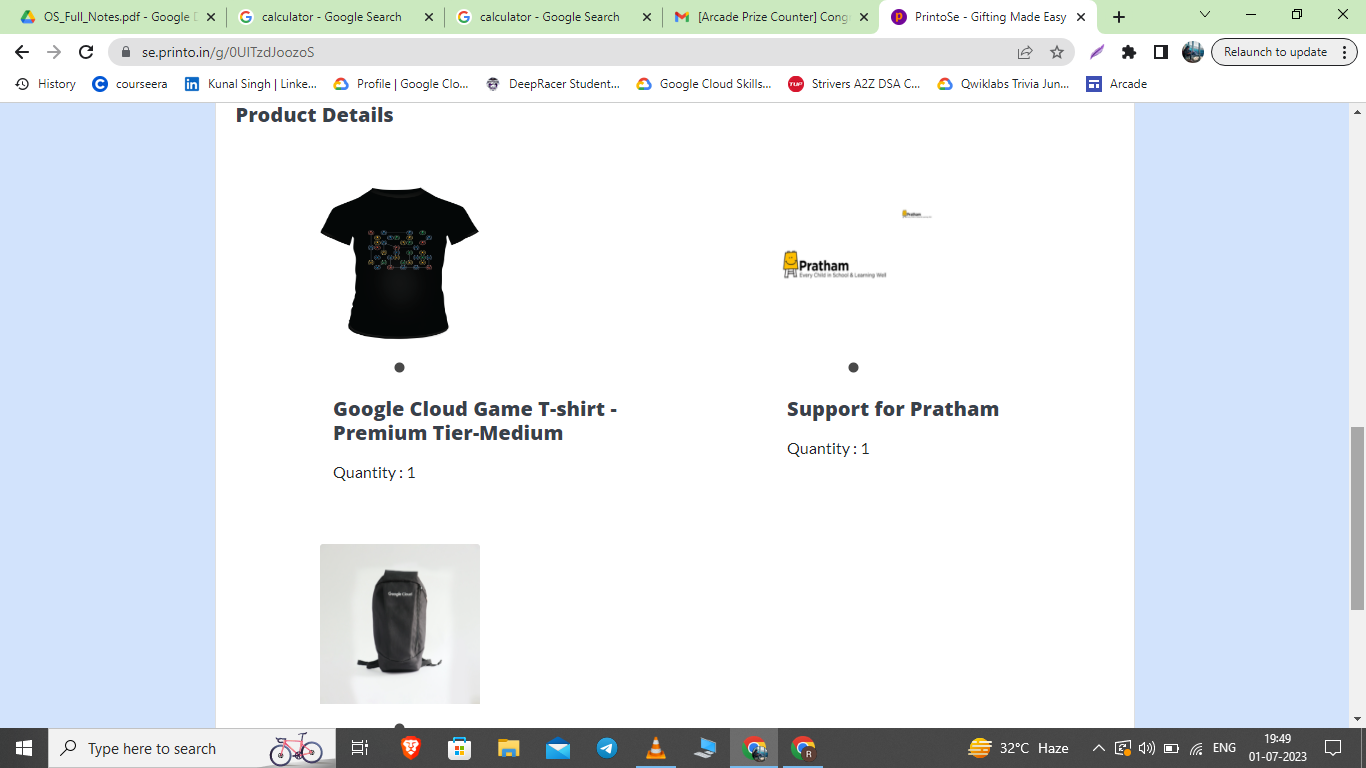 OS_Full_Notes.pdf - Google D
calculator - Google Search
calculator - Google Search
[Arcade Prize Counter] Cong
PrintoSe - Gifting Made Easy
se.printo.in/g/0UITzdJoozoS
Relaunch to update
History
courseera
Kunal Singh | Linke...
Profile | Google Clo...
DeepRacer Student...
Google Cloud Skills...
TUF
Strivers A2Z DSA C...
Qwiklabs Trivia Jun...
Arcade
Product Details
Pratham
Pratham
Every Child in School & Learning Well
Google Cloud Game T-shirt -
Premium Tier-Medium
Quantity : 1
Support for Pratham
Quantity : 1
Google Cloud
Type here to search
32°C Haze
ENG
19:49
01-07-2023